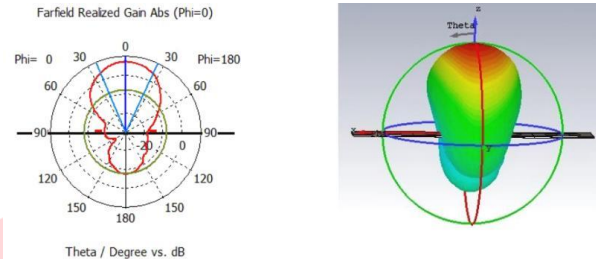 Farfield Realized Gain Abs (Phi=0)
Phi= 0 30 0 30 Phi=180
60 60
90 -20 0 90
120 120
150 150
180
Theta / Degree vs. dB
z
Theta
x
y